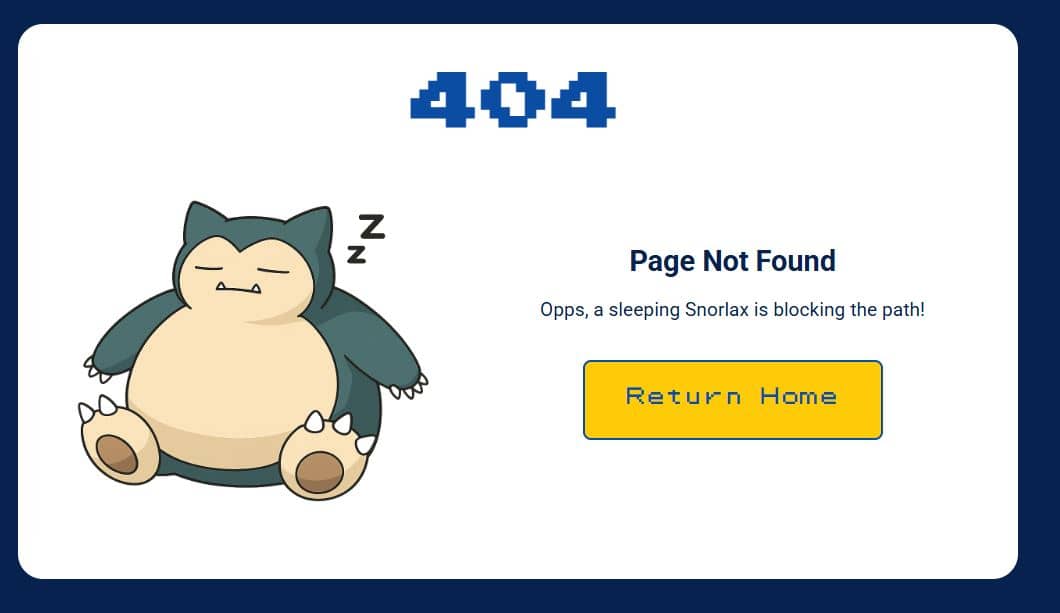 404
Z
z
Page Not Found
Opps, a sleeping Snorlax is blocking the path!
Return Home